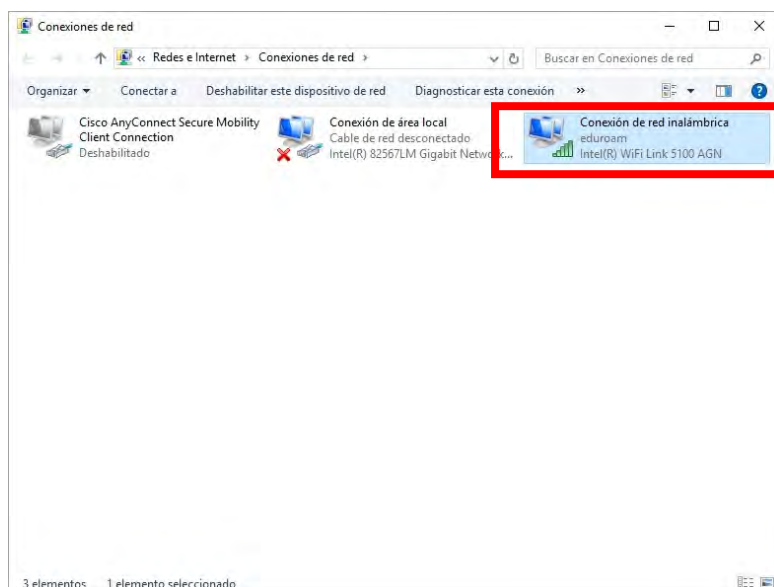 Conexiones de red
« Redes e Internet > Conexiones de red >
Buscar en Conexiones de red
Organizar Conectar a Deshabilitar este dispositivo de red Diagnosticar esta conexión »
Cisco AnyConnect Secure Mobility
Client Connection
Deshabilitado
Conexión de área local
Cable de red desconectado
Intel(R) 82567LM Gigabit Network...
Conexión de red inalámbrica
eduroam
Intel(R) WiFi Link 5100 AGN
3 elementos 1 elemento seleccionado